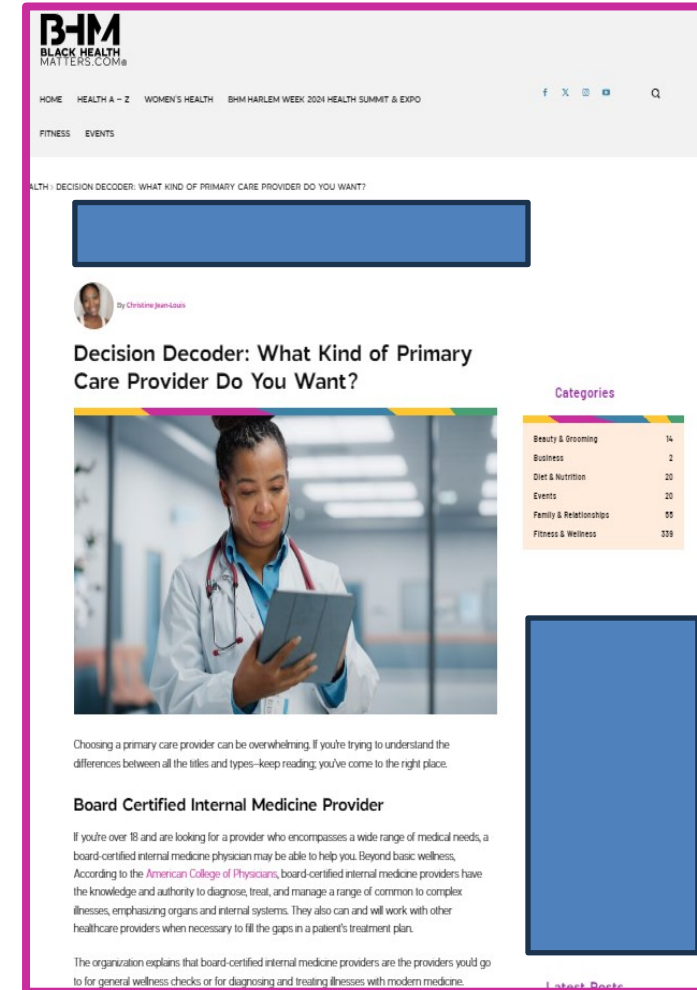 BHM
BLACK HEALTH
MATTERS.COM
HOME HEALTH A – Z WOMEN'S HEALTH BHM HARLEM WEEK 2024 HEALTH SUMMIT & EXPO
FITNESS EVENTS
ALTH › DECISION DECODER: WHAT KIND OF PRIMARY CARE PROVIDER DO YOU WANT?
By Christine Jean-Louis
Decision Decoder: What Kind of Primary
Care Provider Do You Want?
Categories
Beauty & Grooming 14
Business 2
Diet & Nutrition 20
Events 20
Family & Relationships 55
Fitness & Wellness 339
Choosing a primary care provider can be overwhelming. If you're trying to understand the
differences between all the titles and types–keep reading; you've come to the right place.
Board Certified Internal Medicine Provider
If you're over 18 and are looking for a provider who encompasses a wide range of medical needs, a
board-certified internal medicine physician may be able to help you. Beyond basic wellness,
According to the American College of Physicians, board-certified internal medicine providers have
the knowledge and authority to diagnose, treat, and manage a range of common to complex
illnesses, emphasizing organs and internal systems. They also can and will work with other
healthcare providers when necessary to fill the gaps in a patient's treatment plan.
The organization explains that board-certified internal medicine providers are the providers you'd go
to for general wellness checks or for diagnosing and treating illnesses with modern medicine.
Latest Posts